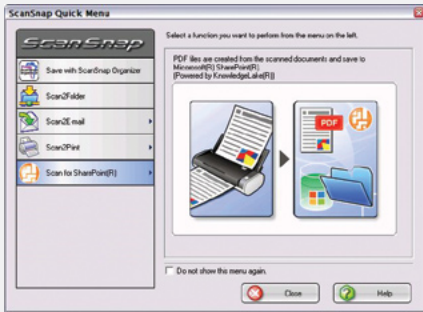 ScanSnap Quick Menu
ScanSnap
Select a function you want to perform from the menu on the left.
Save with ScanSnap Organizer
Scan2Folder
Scan2E-mail
Scan2Print
Scan for SharePoint(R)
PDF files are created from the scanned documents and save to
Microsoft(R) SharePoint(R).
(Powered by KnowledgeLake(R))
PDF
Do not show this menu again.
Close
Help